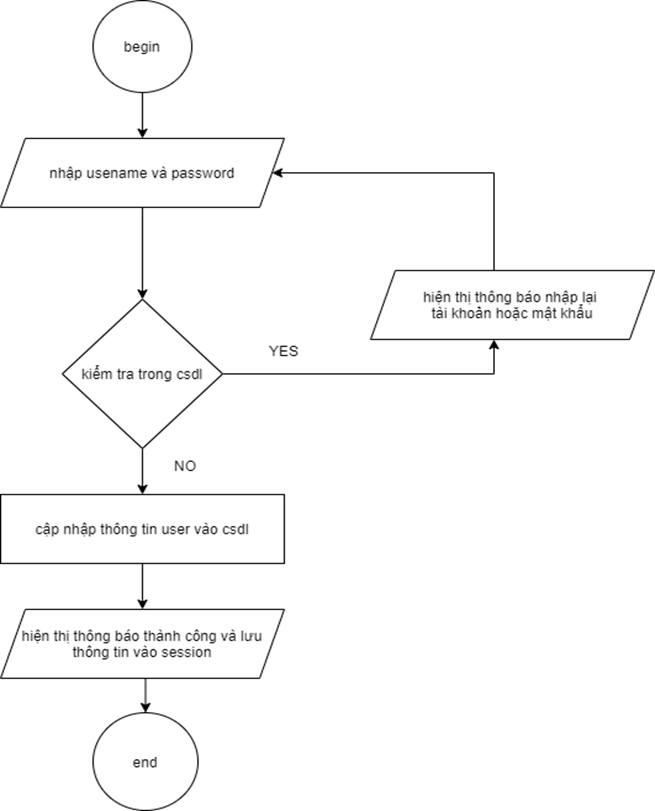 begin
nhập usename và password
hiện thị thông báo nhập lại
tài khoản hoặc mật khẩu
YES
kiểm tra trong csdl
NO
cập nhập thông tin user vào csdl
hiện thị thông báo thành công và lưu
thông tin vào session
end